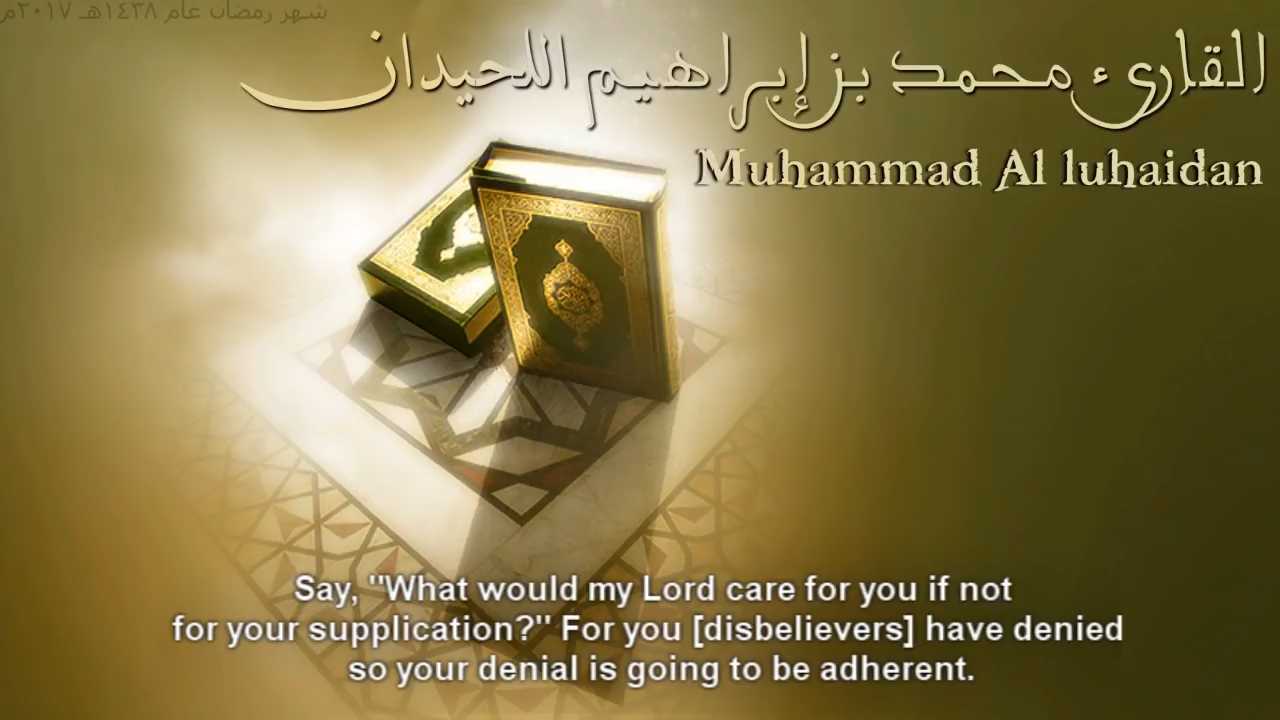 شهر رمضان عام ١٤٣٨هـ ٢٠١٧م
القارئ محمد بن إبراهيم اللحيدان
Muhammad Al luhaidan
Say, "What would my Lord care for you if not
for your supplication?" For you [disbelievers] have denied
so your denial is going to be adherent.